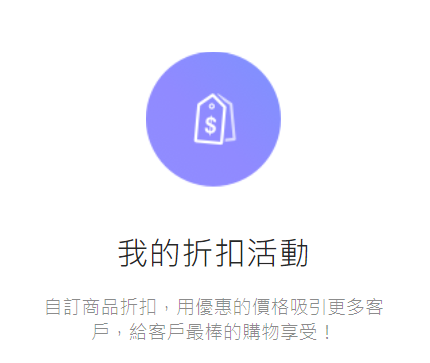 $
我的折扣活動
自訂商品折扣，用優惠的價格吸引更多客
戶，給客戶最棒的購物享受！